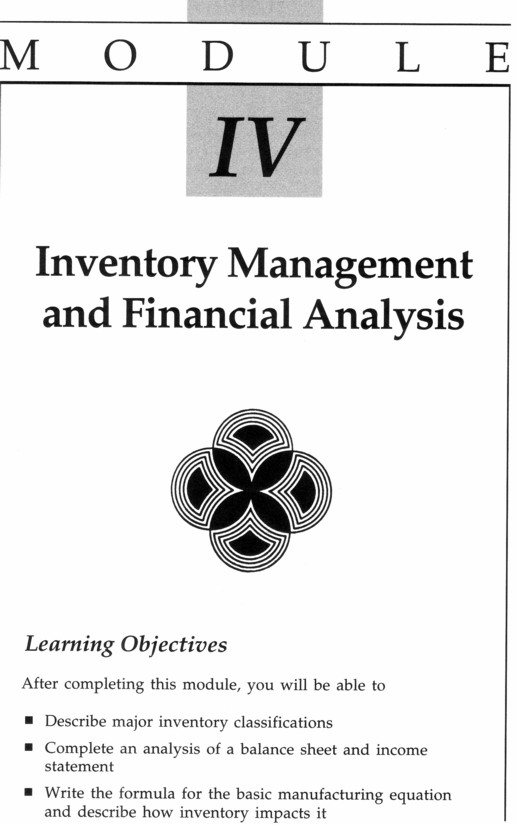 MODULE
IV
Inventory Management
and Financial Analysis
Learning Objectives
After completing this module, you will be able to
■ Describe major inventory classifications
■ Complete an analysis of a balance sheet and income
statement
■ Write the formula for the basic manufacturing equation
and describe how inventory impacts it